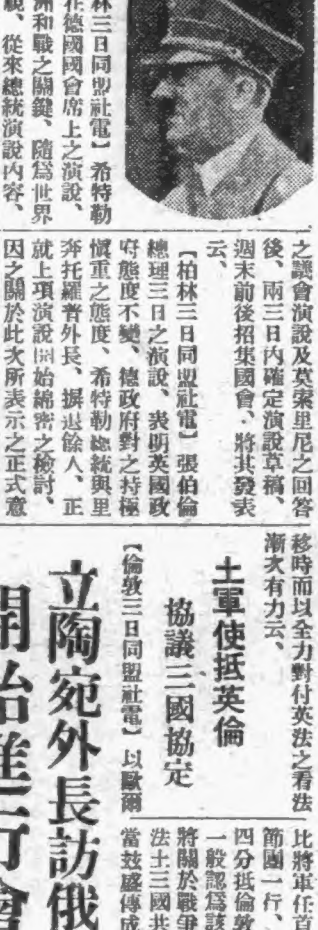 林三日同盟社電】希特勒
在德國國會席上之演説、
洲和戰之關鍵、隨爲世界
視、從來總統演説內容、
之議會演説及莫索里尼之回答
後、兩三日內確定演説草稿、
週末前後招集國會、將其發表
云、
【柏林三日同盟社電】張伯倫
總理三日之演説、表明英國政
府態度不變、德政府對之持極
愼重之態度、希特勒總統與里
奔托羅者外長、摒退餘人、正
就上項演説開始綿密之檢討、
因之關於此次所表示之正式意
移時而以全力對付英法之看法
漸次有力云、
土軍使抵英倫
協議三國協定
【倫敦三日同盟社電】以歐爾
比將軍任首
節團一行、
四分抵倫敦
一般認爲該
將關於戰爭
法土三國共
當玆盛傳成
立陶宛外長訪俄
開始進行會